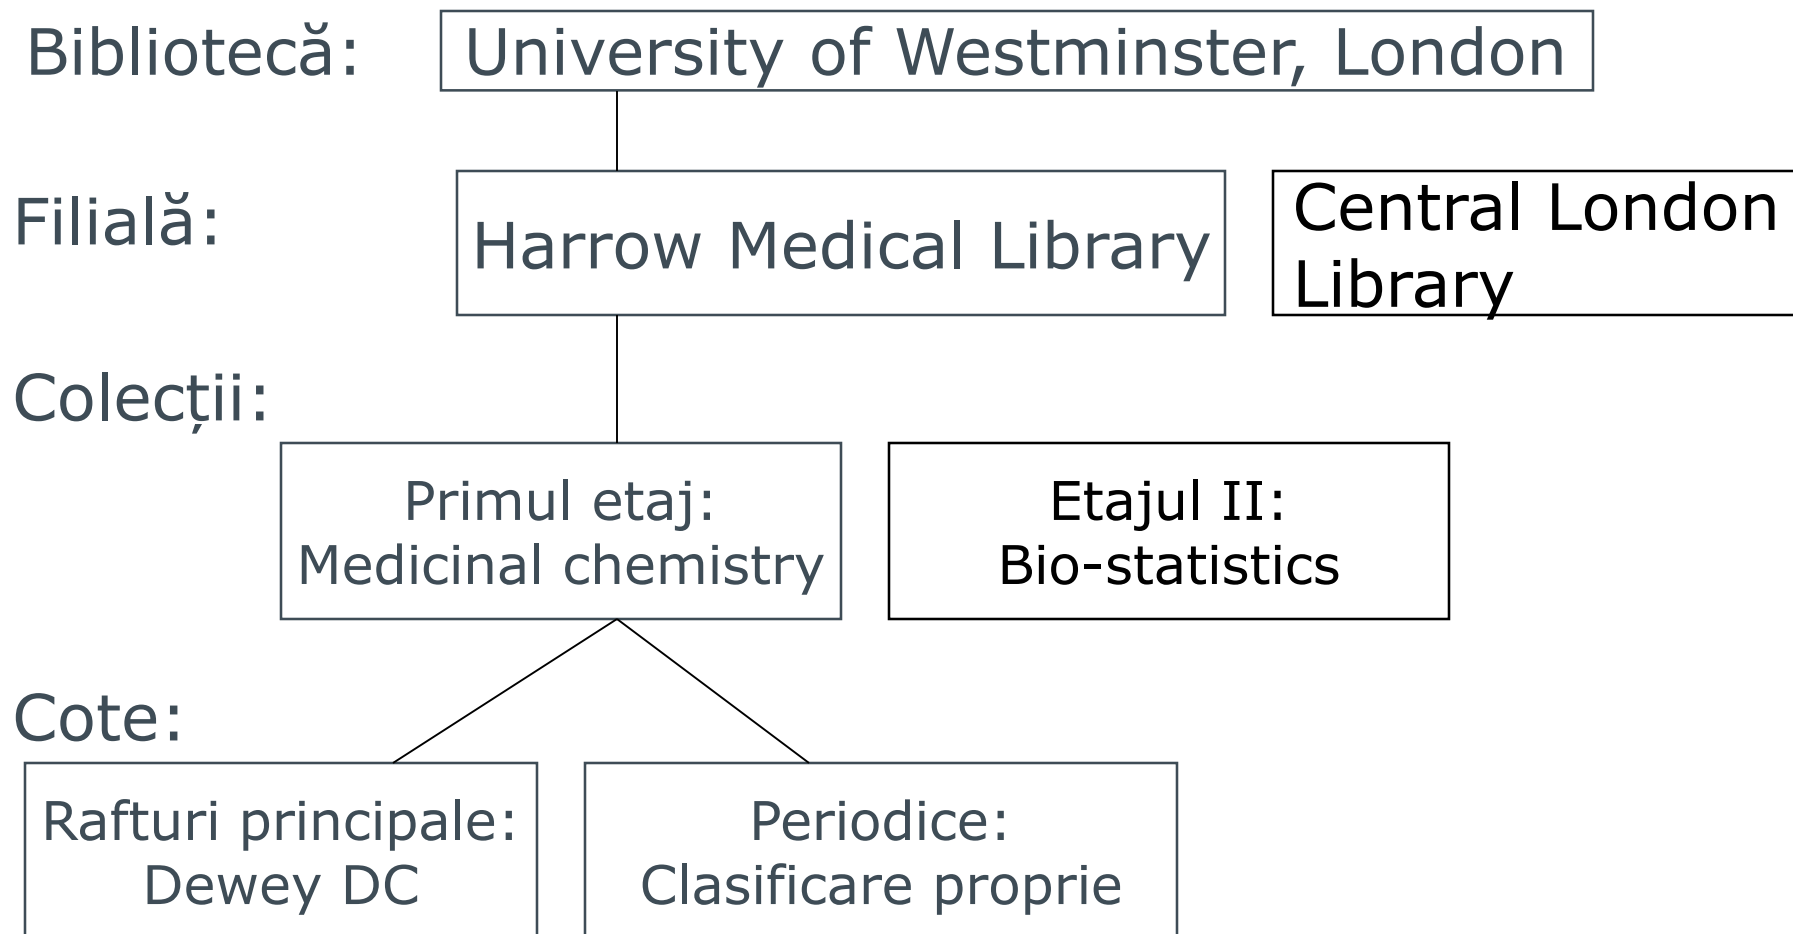 Bibliotecă:
University of Westminster, London
Filială:
Harrow Medical Library
Central London
Library
Colecții:
Primul etaj:
Medicinal chemistry
Etajul II:
Bio-statistics
Cote:
Rafturi principale:
Dewey DC
Periodice:
Clasificare proprie